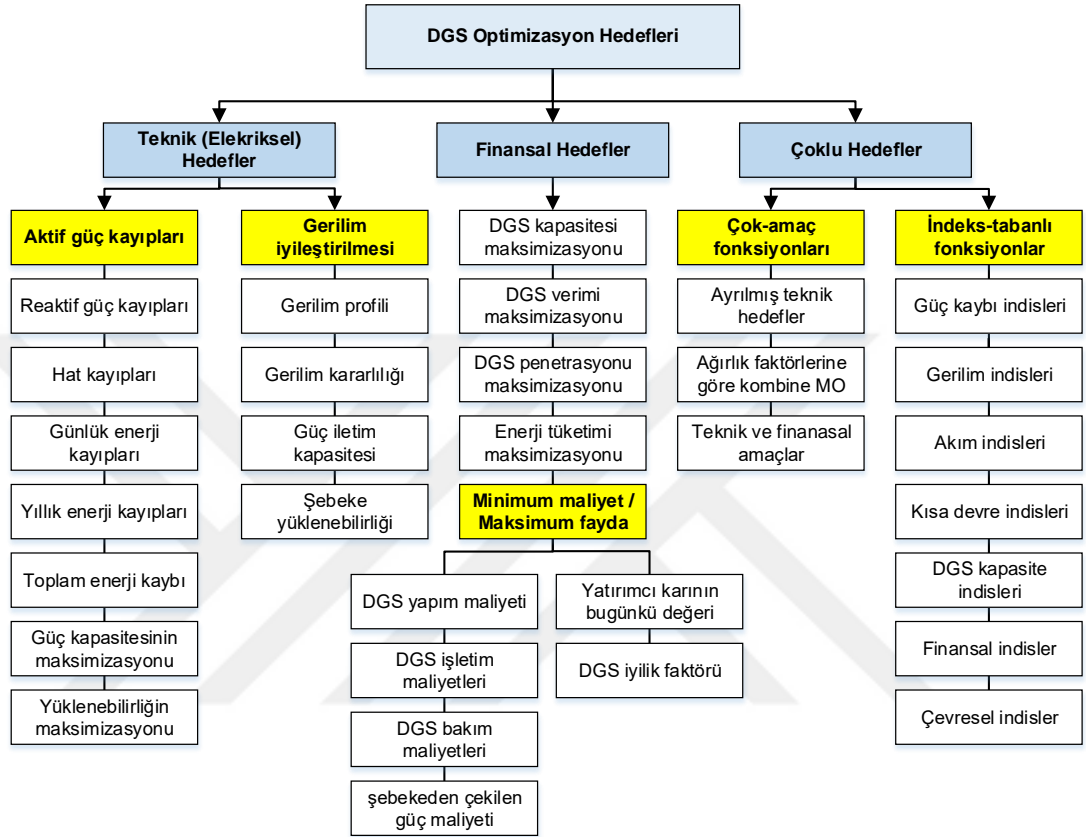 DGS Optimizasyon Hedefleri
Teknik (Elekriksel)
Hedefler
Aktif güç kayıpları
Reaktif güç kayıpları
Hat kayıpları
Günlük enerji
kayıpları
Yıllık enerji kayıpları
Toplam enerji kaybı
Güç kapasitesinin
maksimizasyonu
Yüklenebilirliğin
maksimizasyonu
Gerilim
iyileştirilmesi
Gerilim profili
Gerilim kararlılığı
Güç iletim
kapasitesi
Şebeke
yüklenebilirliği
Finansal Hedefler
DGS kapasitesi
maksimizasyonu
DGS verimi
maksimizasyonu
DGS penetrasyonu
maksimizasyonu
Enerji tüketimi
maksimizasyonu
Minimum maliyet /
Maksimum fayda
DGS yapım maliyeti
DGS işletim
maliyetleri
DGS bakım
maliyetleri
şebekeden çekilen
güç maliyeti
Yatırımcı karının
bugünkü değeri
DGS iyilik faktörü
Çoklu Hedefler
Çok-amaç
fonksiyonları
Ayrılmış teknik
hedefler
Ağırlık faktörlerine
göre kombine MO
Teknik ve finanasal
amaçlar
İndeks-tabanlı
fonksiyonlar
Güç kaybı indisleri
Gerilim indisleri
Akım indisleri
Kısa devre indisleri
DGS kapasite
indisleri
Finansal indisler
Çevresel indisler